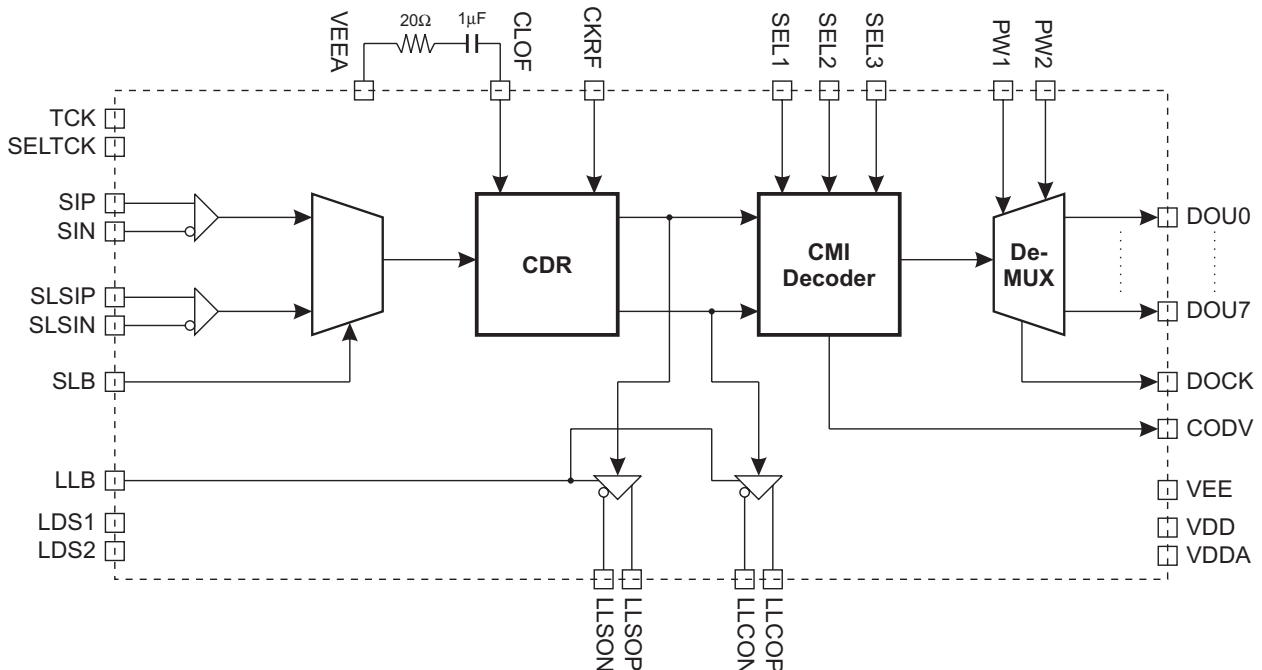 VEEA
20Ω
1µF
CLOF
CKRF
SEL1
SEL2
SEL3
PW1
PW2
TCK
SELTCK
SIP
SIN
SLSIP
SLSIN
SLB
LLB
LDS1
LDS2
CDR
CMI
Decoder
De-
MUX
DOU0
DOU7
DOCK
CODV
VEE
VDD
VDDA
LLSON
LLSOP
LLCON
LLCOP